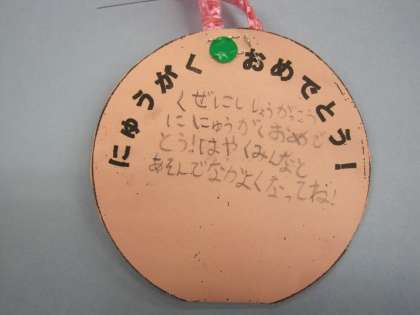 にゅうがく おめでとう!
くぜにししょうがっこう
ににゅうがくおめで
とう!はやくみんなと
あそんでなかよくなってね!